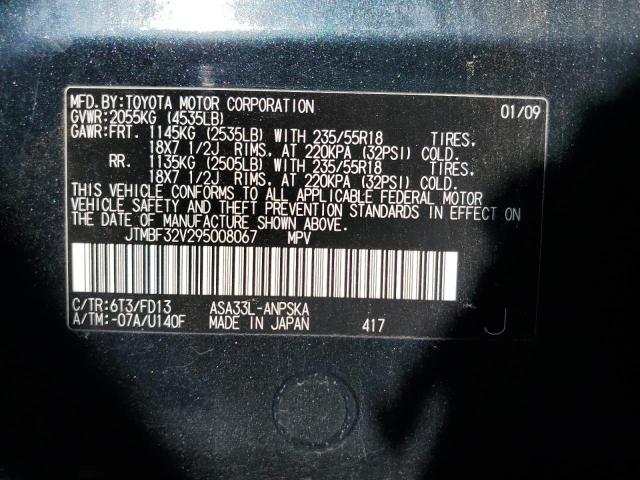 MFD.BY:TOYOTA MOTOR CORPORATION 01/09
GVWR:2055KG (4535LB)
GAWR:FRT. 1145KG (2535LB) WITH 235/55R18 TIRES.
18X7 1/2J RIMS, AT 220KPA (32PSI) COLD.
RR. 1135KG (2505LB) WITH 235/55R18 TIRES.
18X7 1/2J RIMS, AT 220KPA (32PSI) COLD.
THIS VEHICLE CONFORMS TO ALL APPLICABLE FEDERAL MOTOR
VEHICLE SAFETY AND THEFT PREVENTION STANDARDS IN EFFECT ON
THE DATE OF MANUFACTURE SHOWN ABOVE.
JTMBF32V295008067 MPV
C/TR:6T3/FD13 ASA33L-ANPSKA
A/TM:-07A/U140F MADE IN JAPAN 417 J